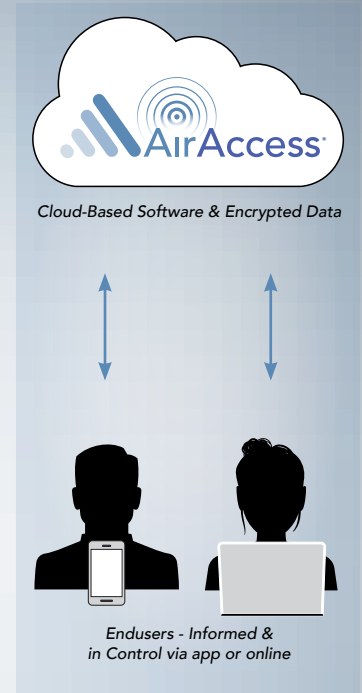 AirAccess
Cloud-Based Software & Encrypted Data
Endusers - Informed &
in Control via app or online